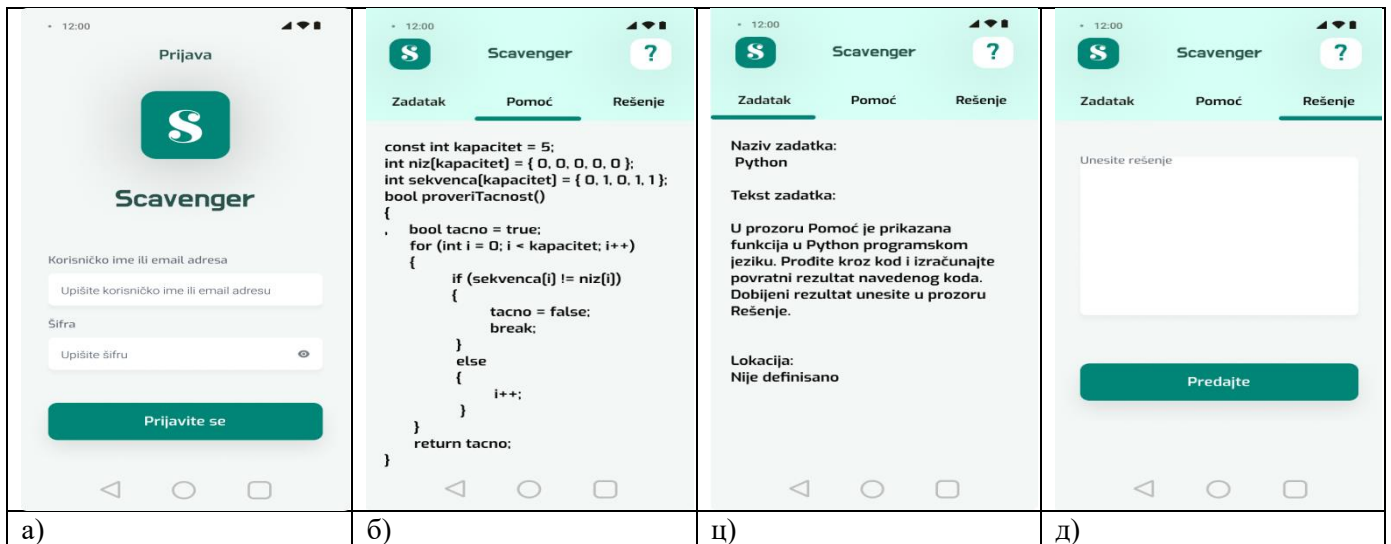 12:00
Prijava
S
Scavenger
Korisničko ime ili email adresa
Upišite korisničko ime ili email adresu
Šifra
Upišite šifru
Prijavite se
а)
12:00
S Scavenger ?
Zadatak Pomoć Rešenje
const int kapacitet = 5;
int niz[kapacitet] = { 0, 0, 0, 0, 0 };
int sekvenca[kapacitet] = { 0, 1, 0, 1, 1 };
bool proveriTacnost()
{
, bool tacno = true;
for (int i = 0; i < kapacitet; i++)
{
if (sekvenca[i] != niz[i])
{
tacno = false;
break;
}
else
{
i++;
}
}
return tacno;
}
б)
12:00
S Scavenger ?
Zadatak Pomoć Rešenje
Naziv zadatka:
Python
Tekst zadatka:
U prozoru Pomoć je prikazana
funkcija u Python programskom
jeziku. Prođite kroz kod i izračunajte
povratni rezultat navedenog koda.
Dobijeni rezultat unesite u prozoru
Rešenje.
Lokacija:
Nije definisano
ц)
12:00
S Scavenger ?
Zadatak Pomoć Rešenje
Unesite rešenje
Predajte
д)